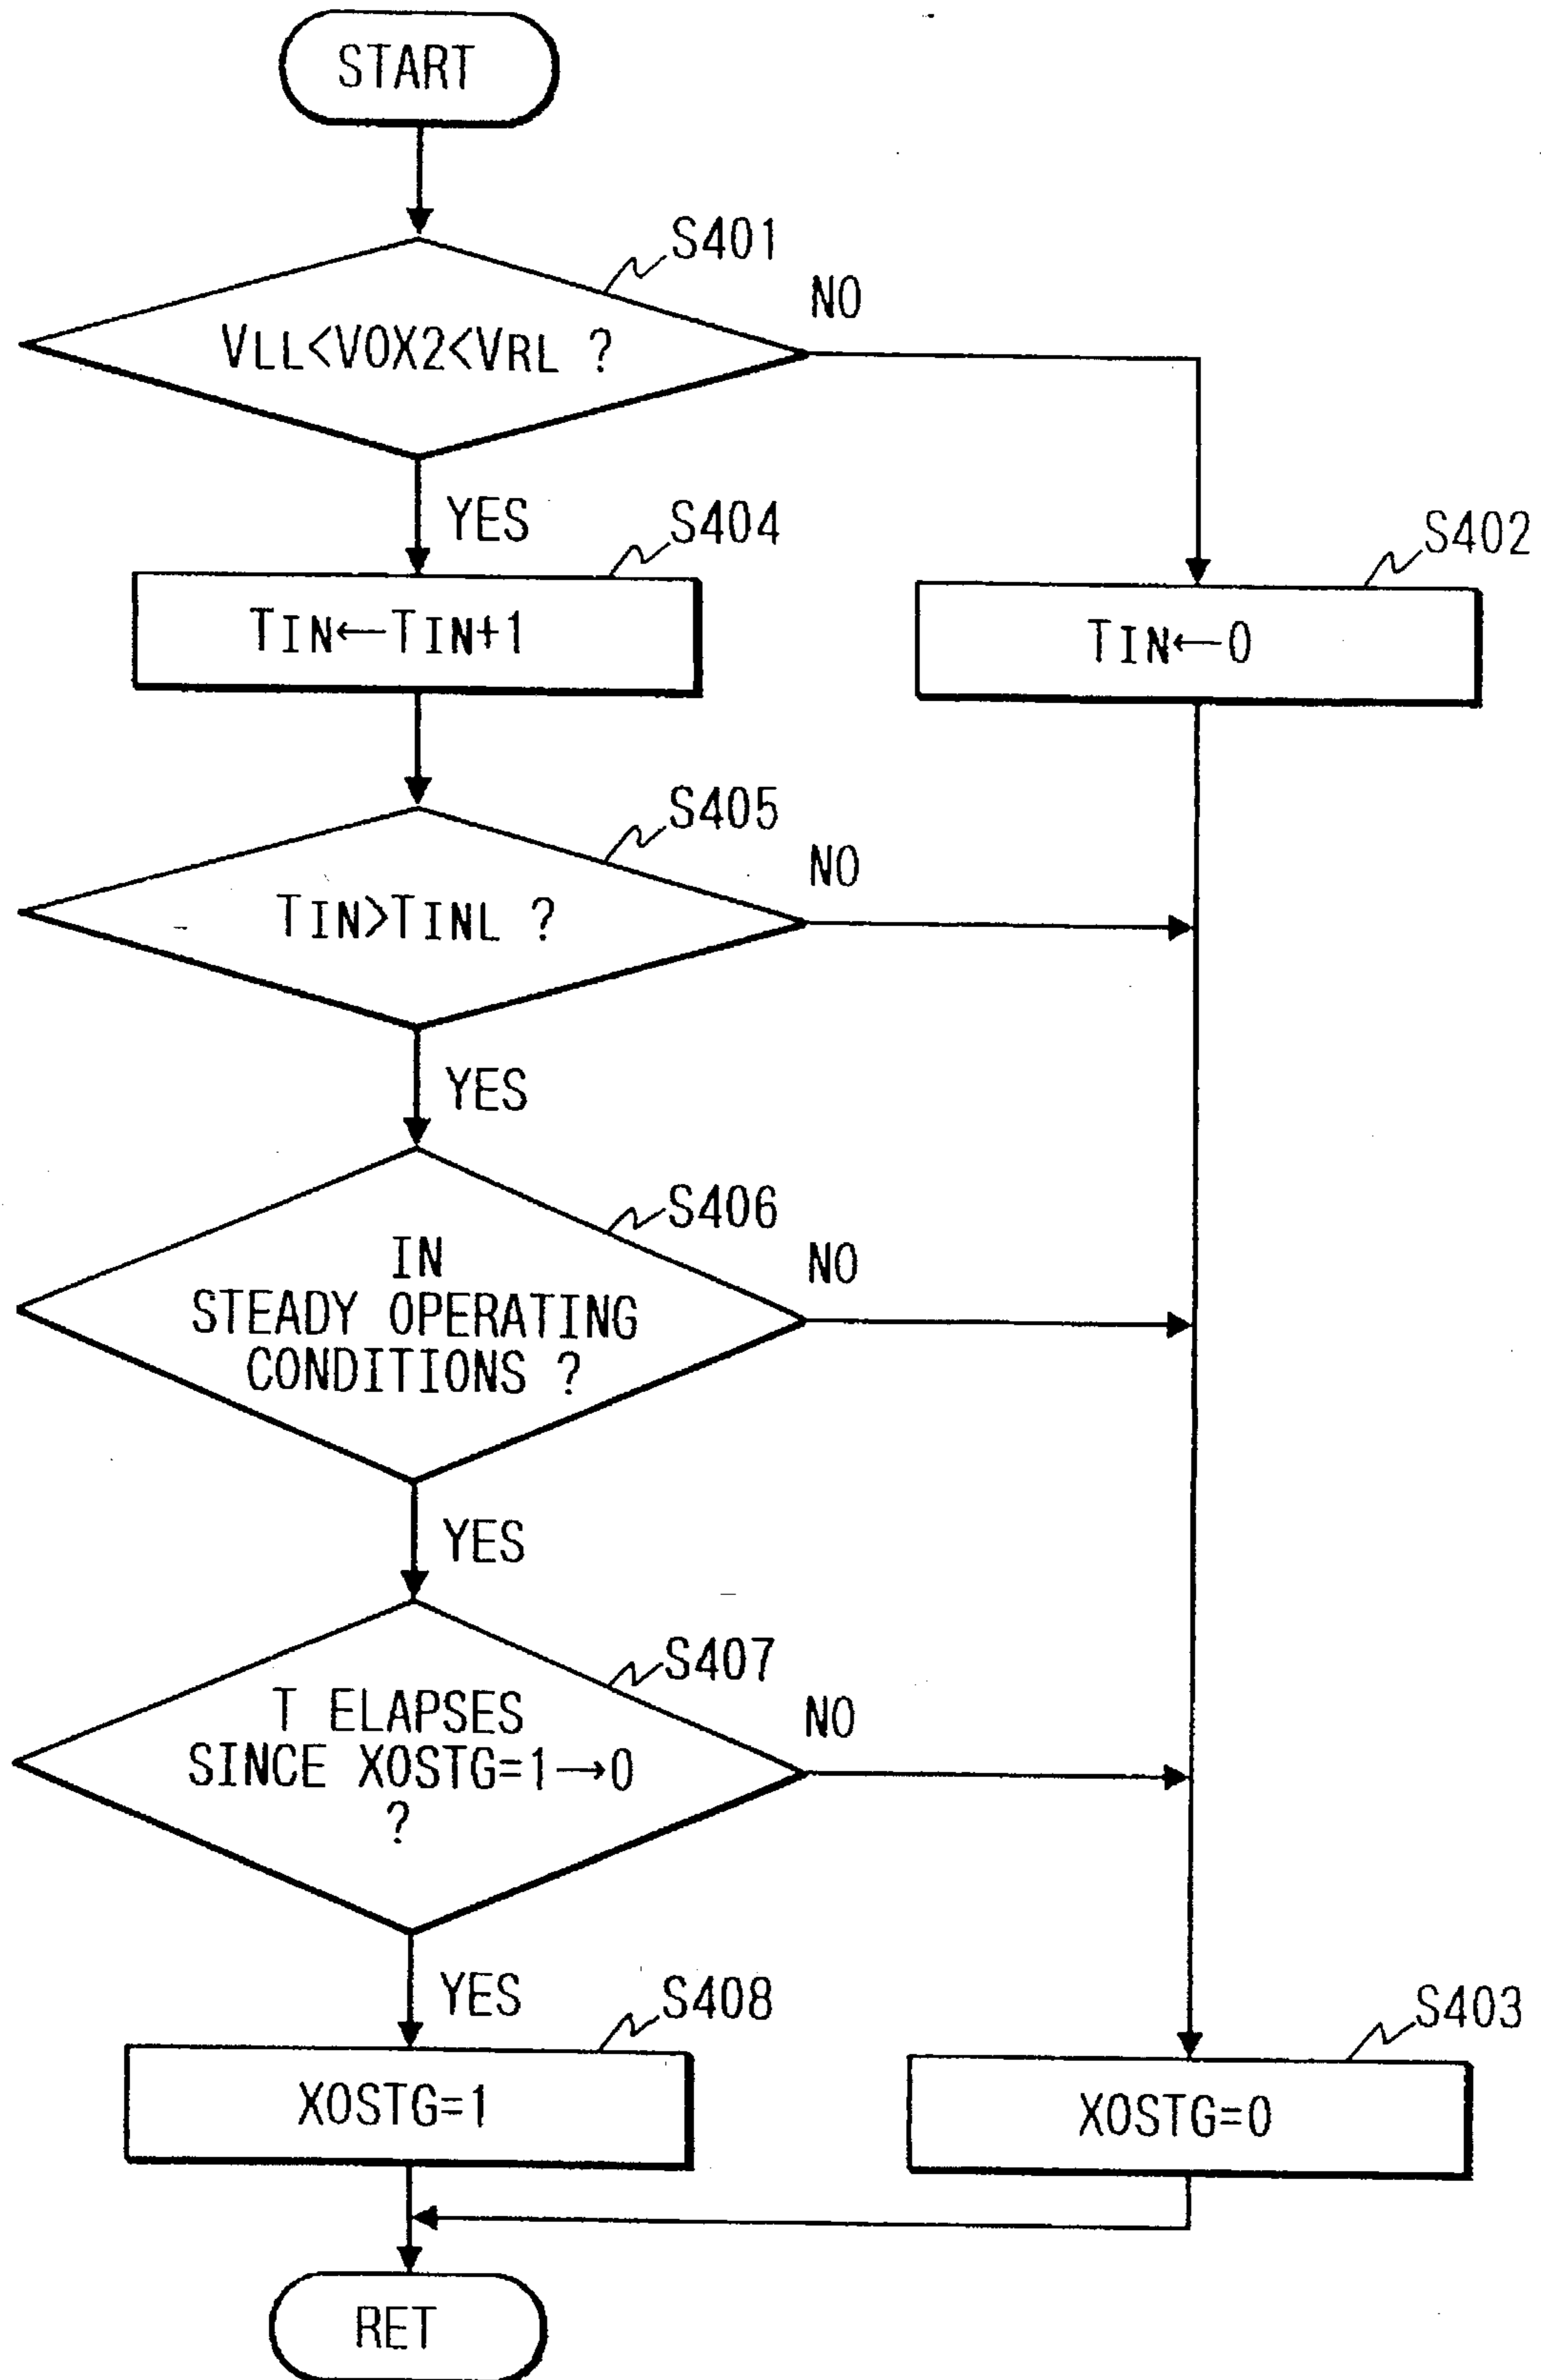 START
S401
VLL<VOX2<VRL ?
NO
YES
S404
TIN←TIN+1
S402
TIN←0
S405
TIN>TINL ?
NO
YES
S406
IN
STEADY OPERATING
CONDITIONS ?
NO
YES
S407
T ELAPSES
SINCE XOSTG=1→0
?
NO
YES
S408
XOSTG=1
S403
XOSTG=0
RET